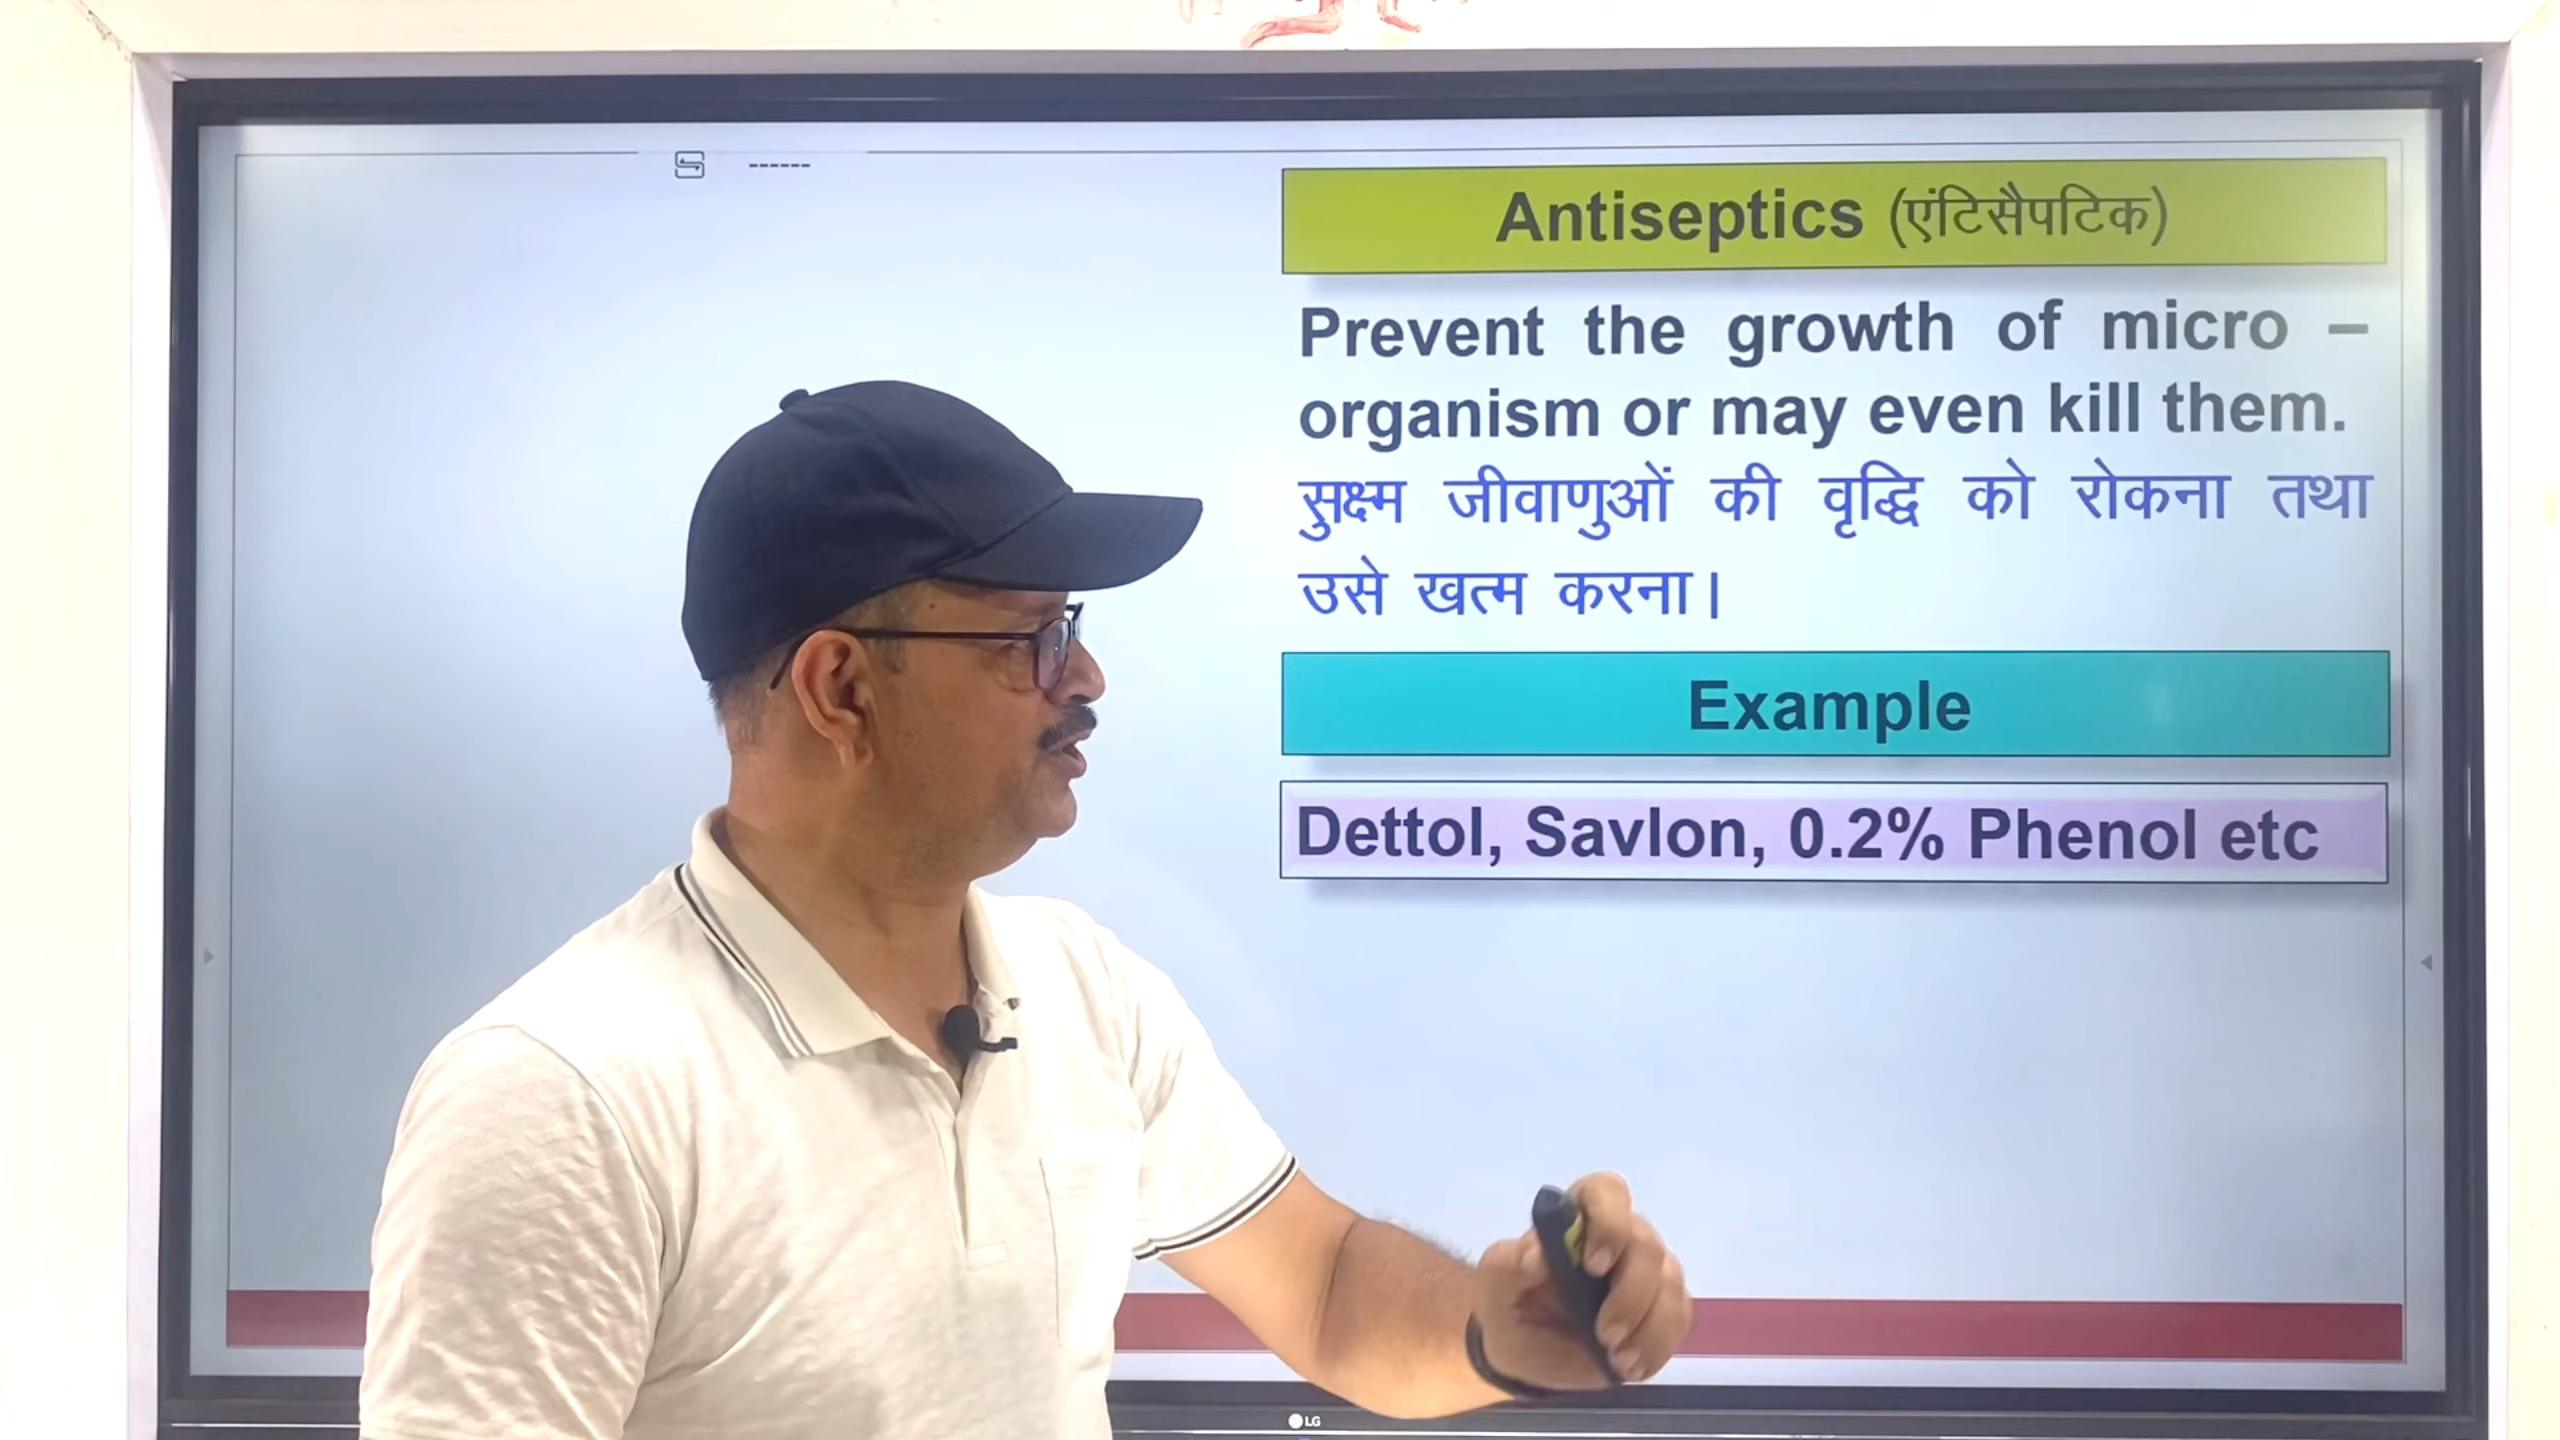 ------
Antiseptics (एंटिसैपटिक)
Prevent the growth of micro –
organism or may even kill them.
सुक्ष्म जीवाणुओं की वृद्धि को रोकना तथा
उसे खत्म करना।
Example
Dettol, Savlon, 0.2% Phenol etc
LG